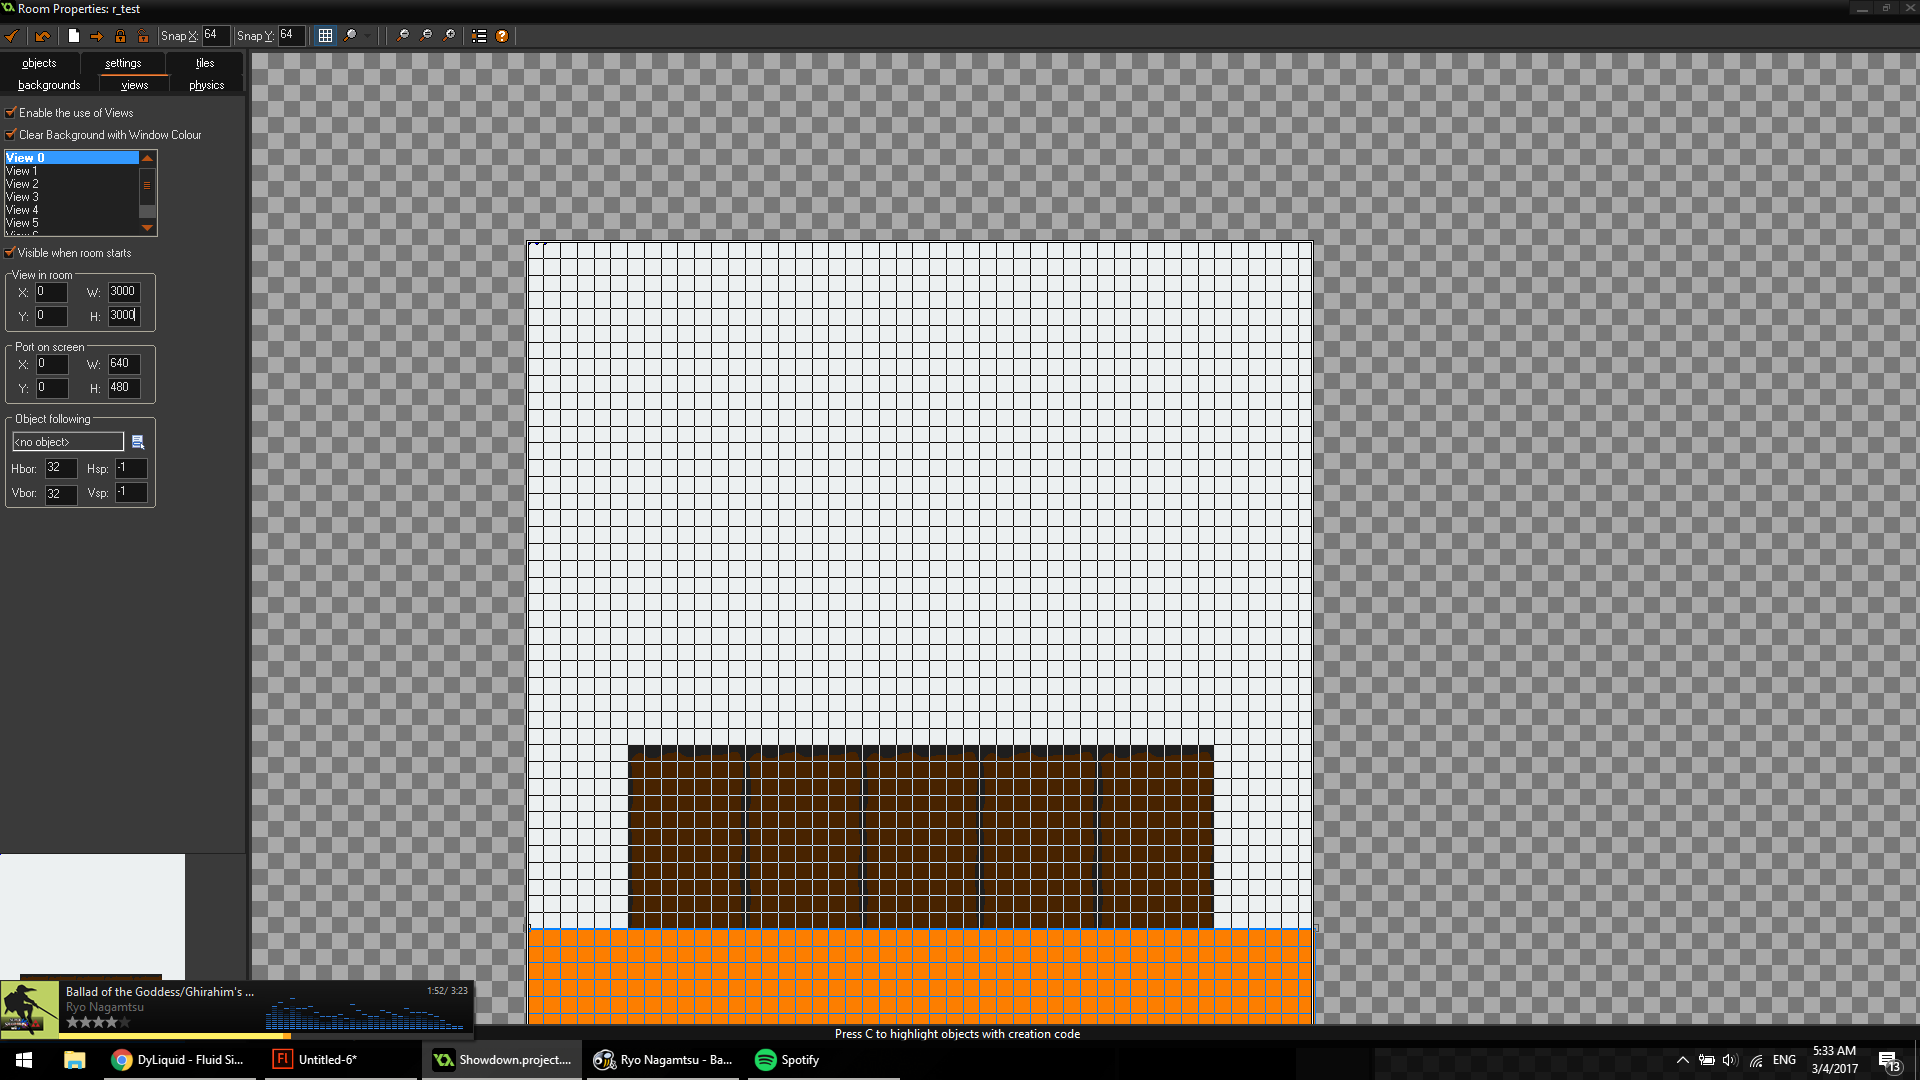 Room Properties: r_test
Snap X: 64 Snap Y: 64
objects settings tiles
backgrounds views physics
Enable the use of Views
Clear Background with Window Colour
View 0
View 1
View 2
View 3
View 4
View 5
Visible when room starts
View in room
X: 0 W: 3000
Y: 0 H: 3000
Port on screen
X: 0 W: 640
Y: 0 H: 480
Object following
<no object>
Hbor: 32 Hsp: -1
Vbor: 32 Vsp: -1
Ballad of the Goddess/Ghirahim's ... 1:52/ 3:23
Ryo Nagamtsu
Press C to highlight objects with creation code
DyLiquid - Fluid Si... Fl Untitled-6* Showdown.project.... Ryo Nagamtsu - Ba... Spotify ENG 5:33 AM
3/4/2017 13